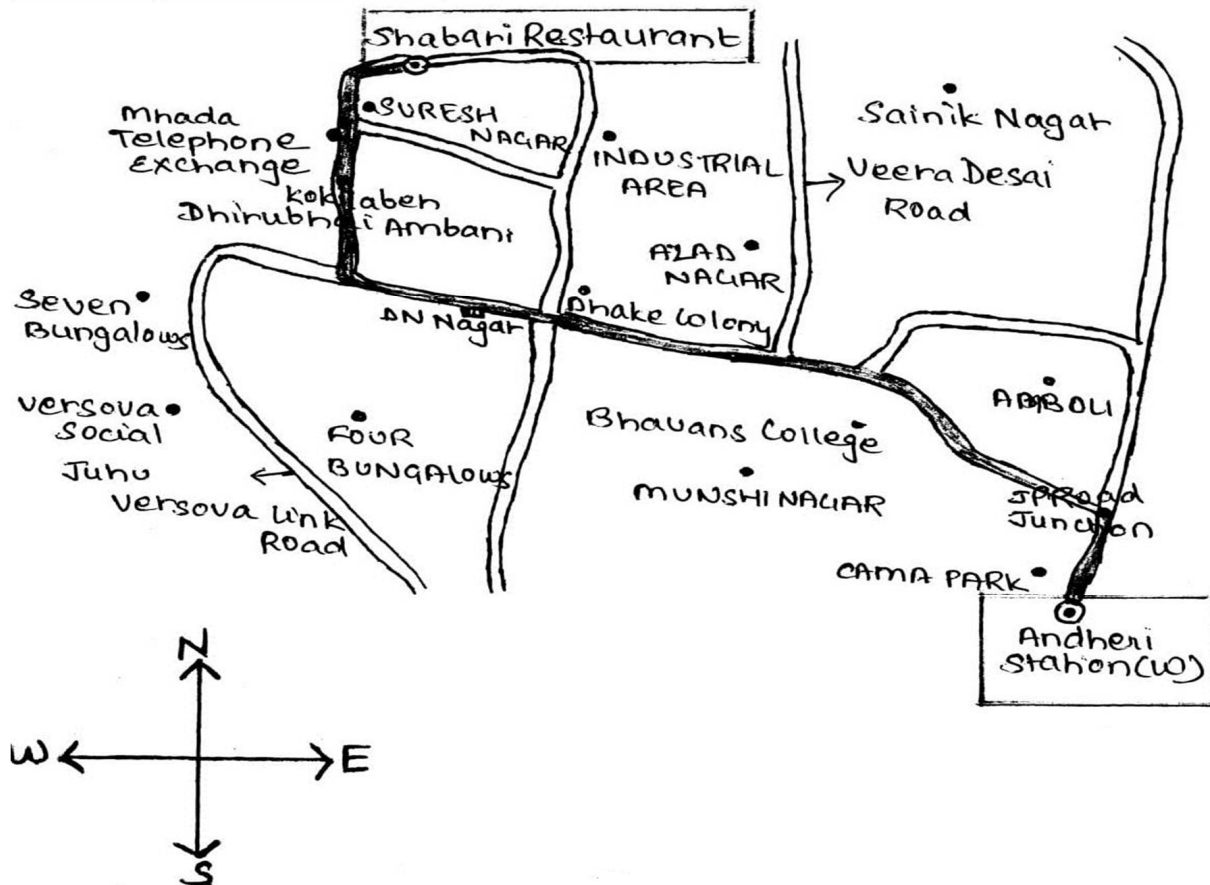 Shabari Restaurant
SURESH
NAGAR
Mhada
Telephone
Exchange
INDUSTRIAL
AREA
Sainik Nagar
Veera Desai
Road
Kokilaben
Dhirubhai Ambani
AZAD
NAGAR
Seven
Bungalows
DN Nagar
Dhake Colony
AMBOLI
Versova
Social
FOUR
BUNGALOWS
Bhavans College
Juhu
Versova Link
Road
MUNSHI NAGAR
JP Road
Junction
CAMA PARK
Andheri
Station (W)
N
W
E
S